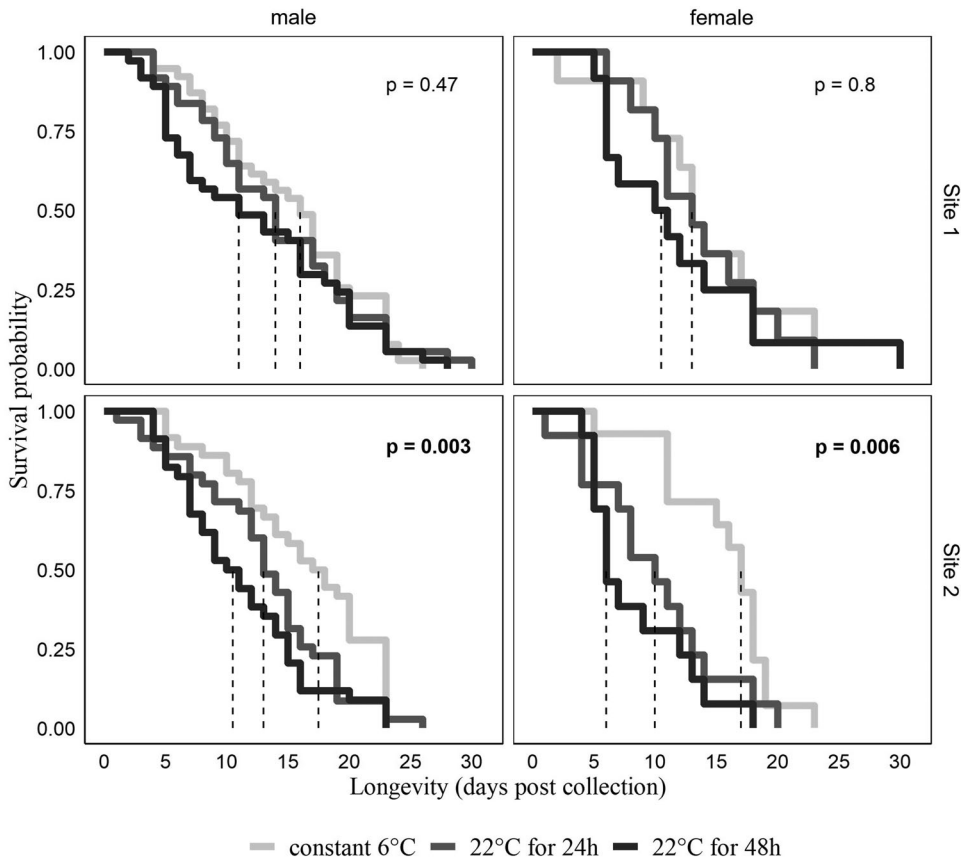 male female
1.00
0.75
0.50
0.25
0.00
p = 0.47
p = 0.8
Site 1
1.00
0.75
0.50
0.25
0.00
p = 0.003
p = 0.006
Site 2
Survival probability
0 5 10 15 20 25 30 0 5 10 15 20 25 30
Longevity (days post collection)
constant 6°C 22°C for 24h 22°C for 48h